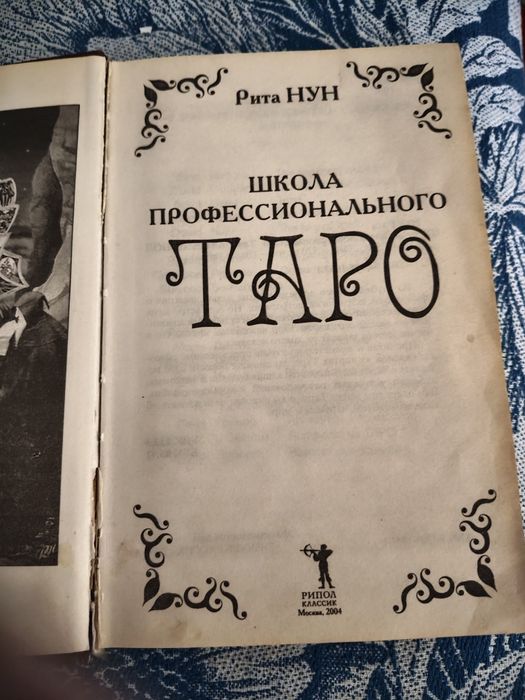 Рита НУН
ШКОЛА
ПРОФЕССИОНАЛЬНОГО
ТАРО
РИПОЛ
КЛАССИК
Москва, 2004